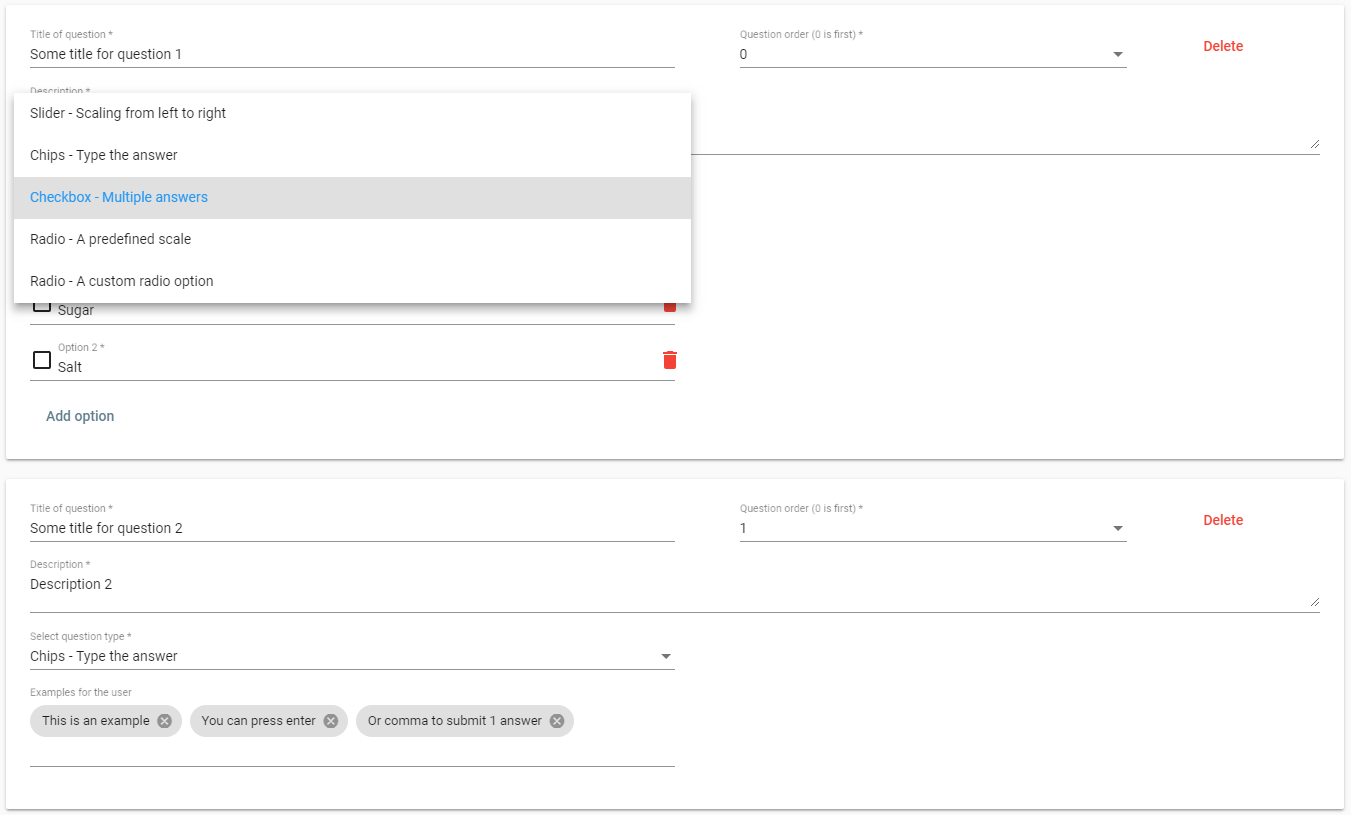 Title of question *
Some title for question 1
Question order (0 is first) *
0
Delete
Description *
Slider - Scaling from left to right
Chips - Type the answer
Checkbox - Multiple answers
Radio - A predefined scale
Radio - A custom radio option
Sugar
Option 2 *
Salt
Add option
Title of question *
Some title for question 2
Question order (0 is first) *
1
Delete
Description *
Description 2
Select question type *
Chips - Type the answer
Examples for the user
This is an example You can press enter Or comma to submit 1 answer